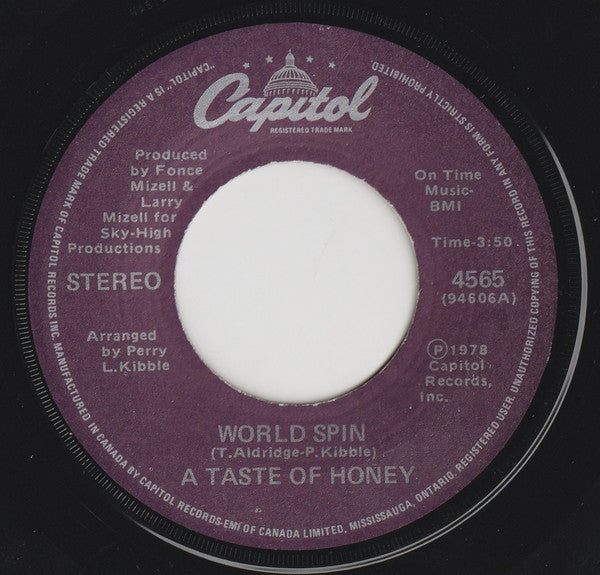 Capitol
REGISTERED TRADE MARK
"CAPITOL" IS A REGISTERED TRADE MARK OF CAPITOL RECORDS INC. MANUFACTURED IN CANADA BY CAPITOL RECORDS-EMI OF CANADA LIMITED, MISSISSAUGA, ONTARIO. REGISTERED USER. UNAUTHORIZED COPYING OF THIS RECORD IN ANY FORM IS STRICTLY PROHIBITED
Produced
by Fonce
Mizell &
Larry
Mizell for
Sky-High
Productions
On Time
Music-
BMI
Time-3:50
STEREO
4565
(94606A)
Arranged
by Perry
L.Kibble
Ⓟ1978
Capitol
Records,
Inc.
WORLD SPIN
(T.Aldridge-P.Kibble)
A TASTE OF HONEY